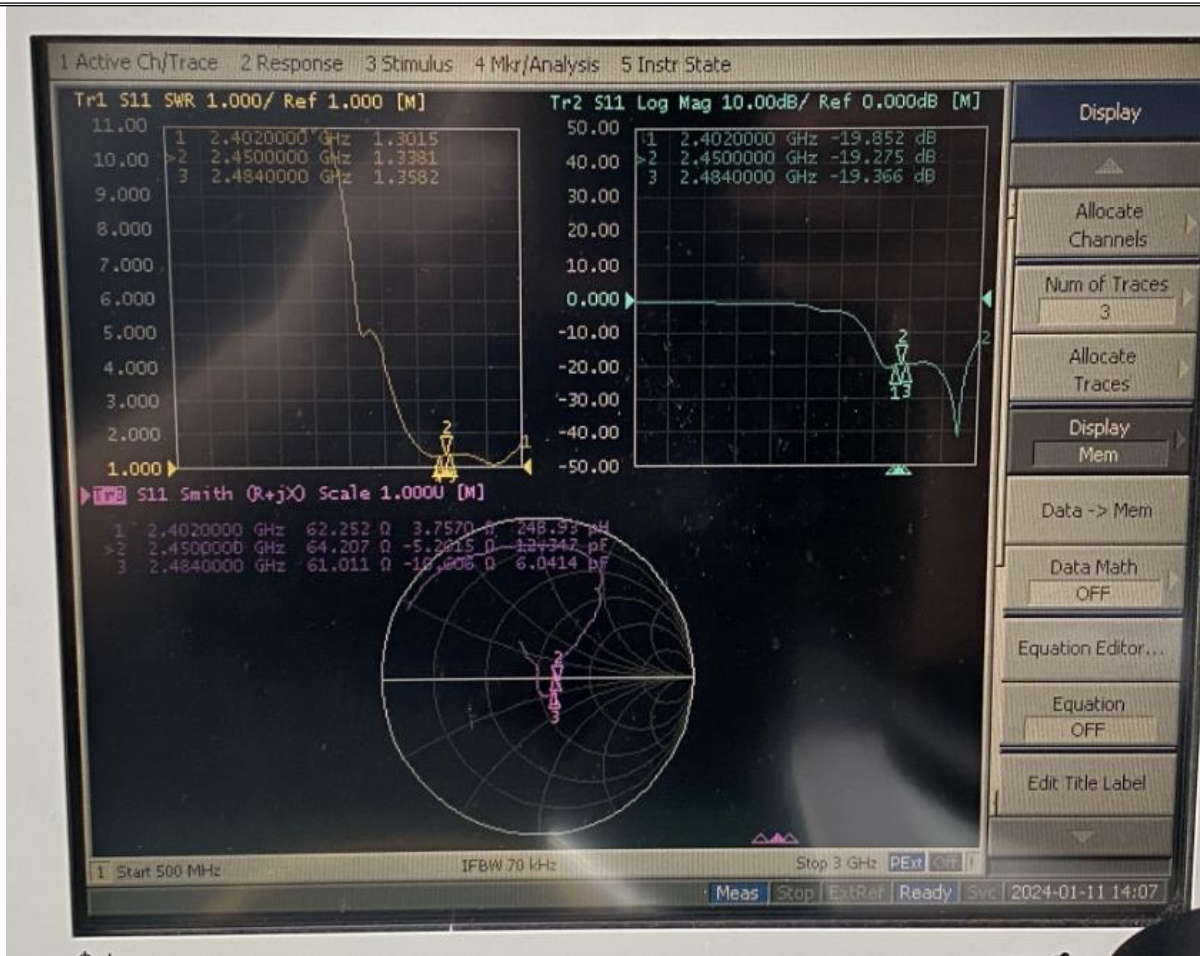 1 Active Ch/Trace 2 Response 3 Stimulus 4 Mkr/Analysis 5 Instr State
Tr1 S11 SWR 1.000/ Ref 1.000 [M]
11.00
10.00
9.000
8.000
7.000
6.000
5.000
4.000
3.000
2.000
1.000
1 2.4020000 GHz 1.3015
>2 2.4500000 GHz 1.3381
3 2.4840000 GHz 1.3582
2
1
Tr2 S11 Log Mag 10.00dB/ Ref 0.000dB [M]
50.00
40.00
30.00
20.00
10.00
0.000
-10.00
-20.00
-30.00
-40.00
-50.00
1 2.4020000 GHz -19.852 dB
>2 2.4500000 GHz -19.275 dB
3 2.4840000 GHz -19.366 dB
2
13
2
Tr3 S11 Smith (R+jX) Scale 1.000U [M]
1 2.4020000 GHz 62.252 Ω 3.7570 Ω 248.93 pH
>2 2.4500000 GHz 64.207 Ω Ω pF
3 2.4840000 GHz 61.011 Ω Ω 6.0414 pF
2
3
1 Start 500 MHz IFBW 70 kHz Stop 3 GHz PExt Off !
Meas Stop ExtRef Ready Svc 2024-01-11 14:07
Display
Allocate
Channels
Num of Traces
3
Allocate
Traces
Display
Mem
Data -> Mem
Data Math
OFF
Equation Editor...
Equation
OFF
Edit Title Label